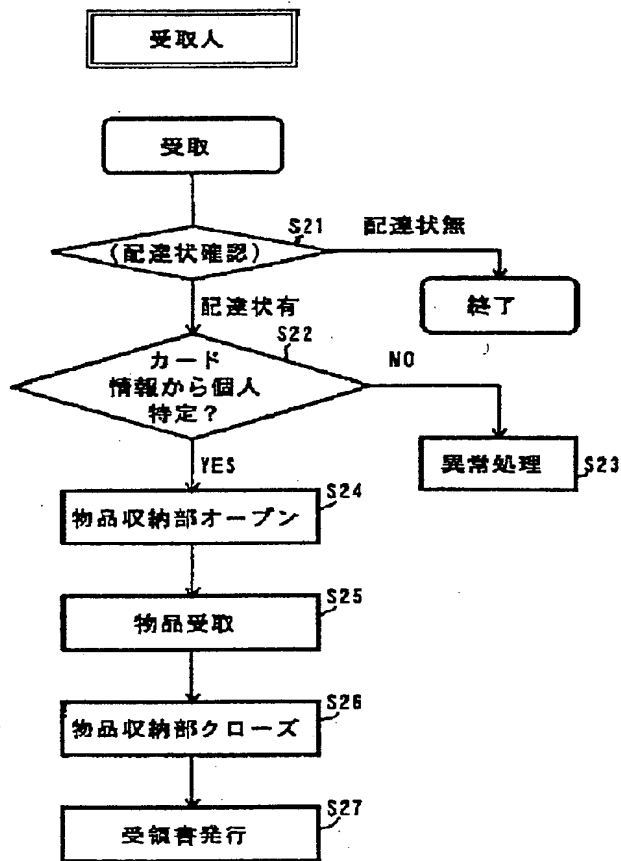 受取人
受取
S21
(配達状確認)
配達状無
終了
配達状有
S22
カード
情報から個人
特定?
NO
YES
異常処理
S23
S24
物品収納部オープン
S25
物品受取
S26
物品収納部クローズ
S27
受領書発行